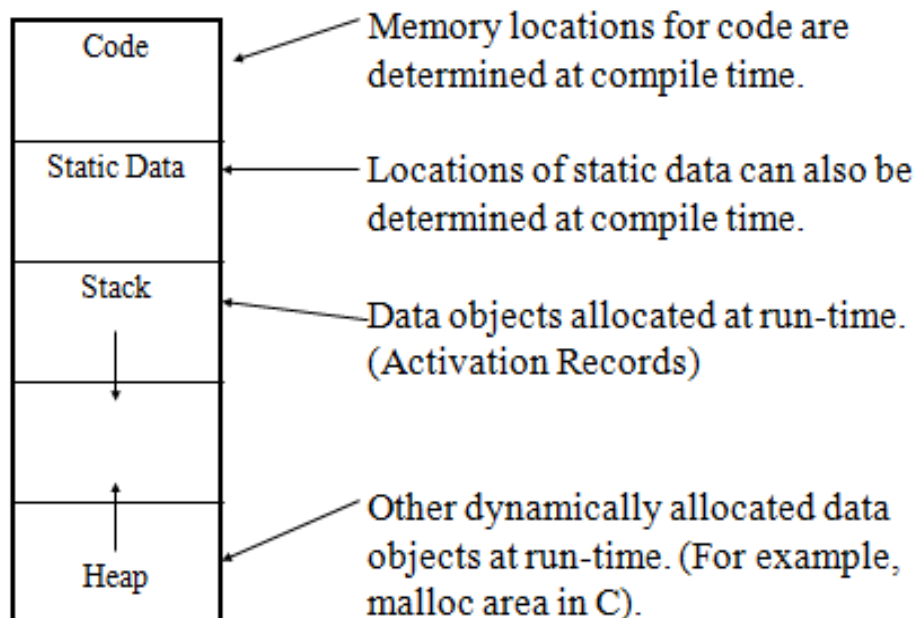 Code
Memory locations for code are
determined at compile time.
Static Data
Locations of static data can also be
determined at compile time.
Stack
Data objects allocated at run-time.
(Activation Records)
Heap
Other dynamically allocated data
objects at run-time. (For example,
malloc area in C).